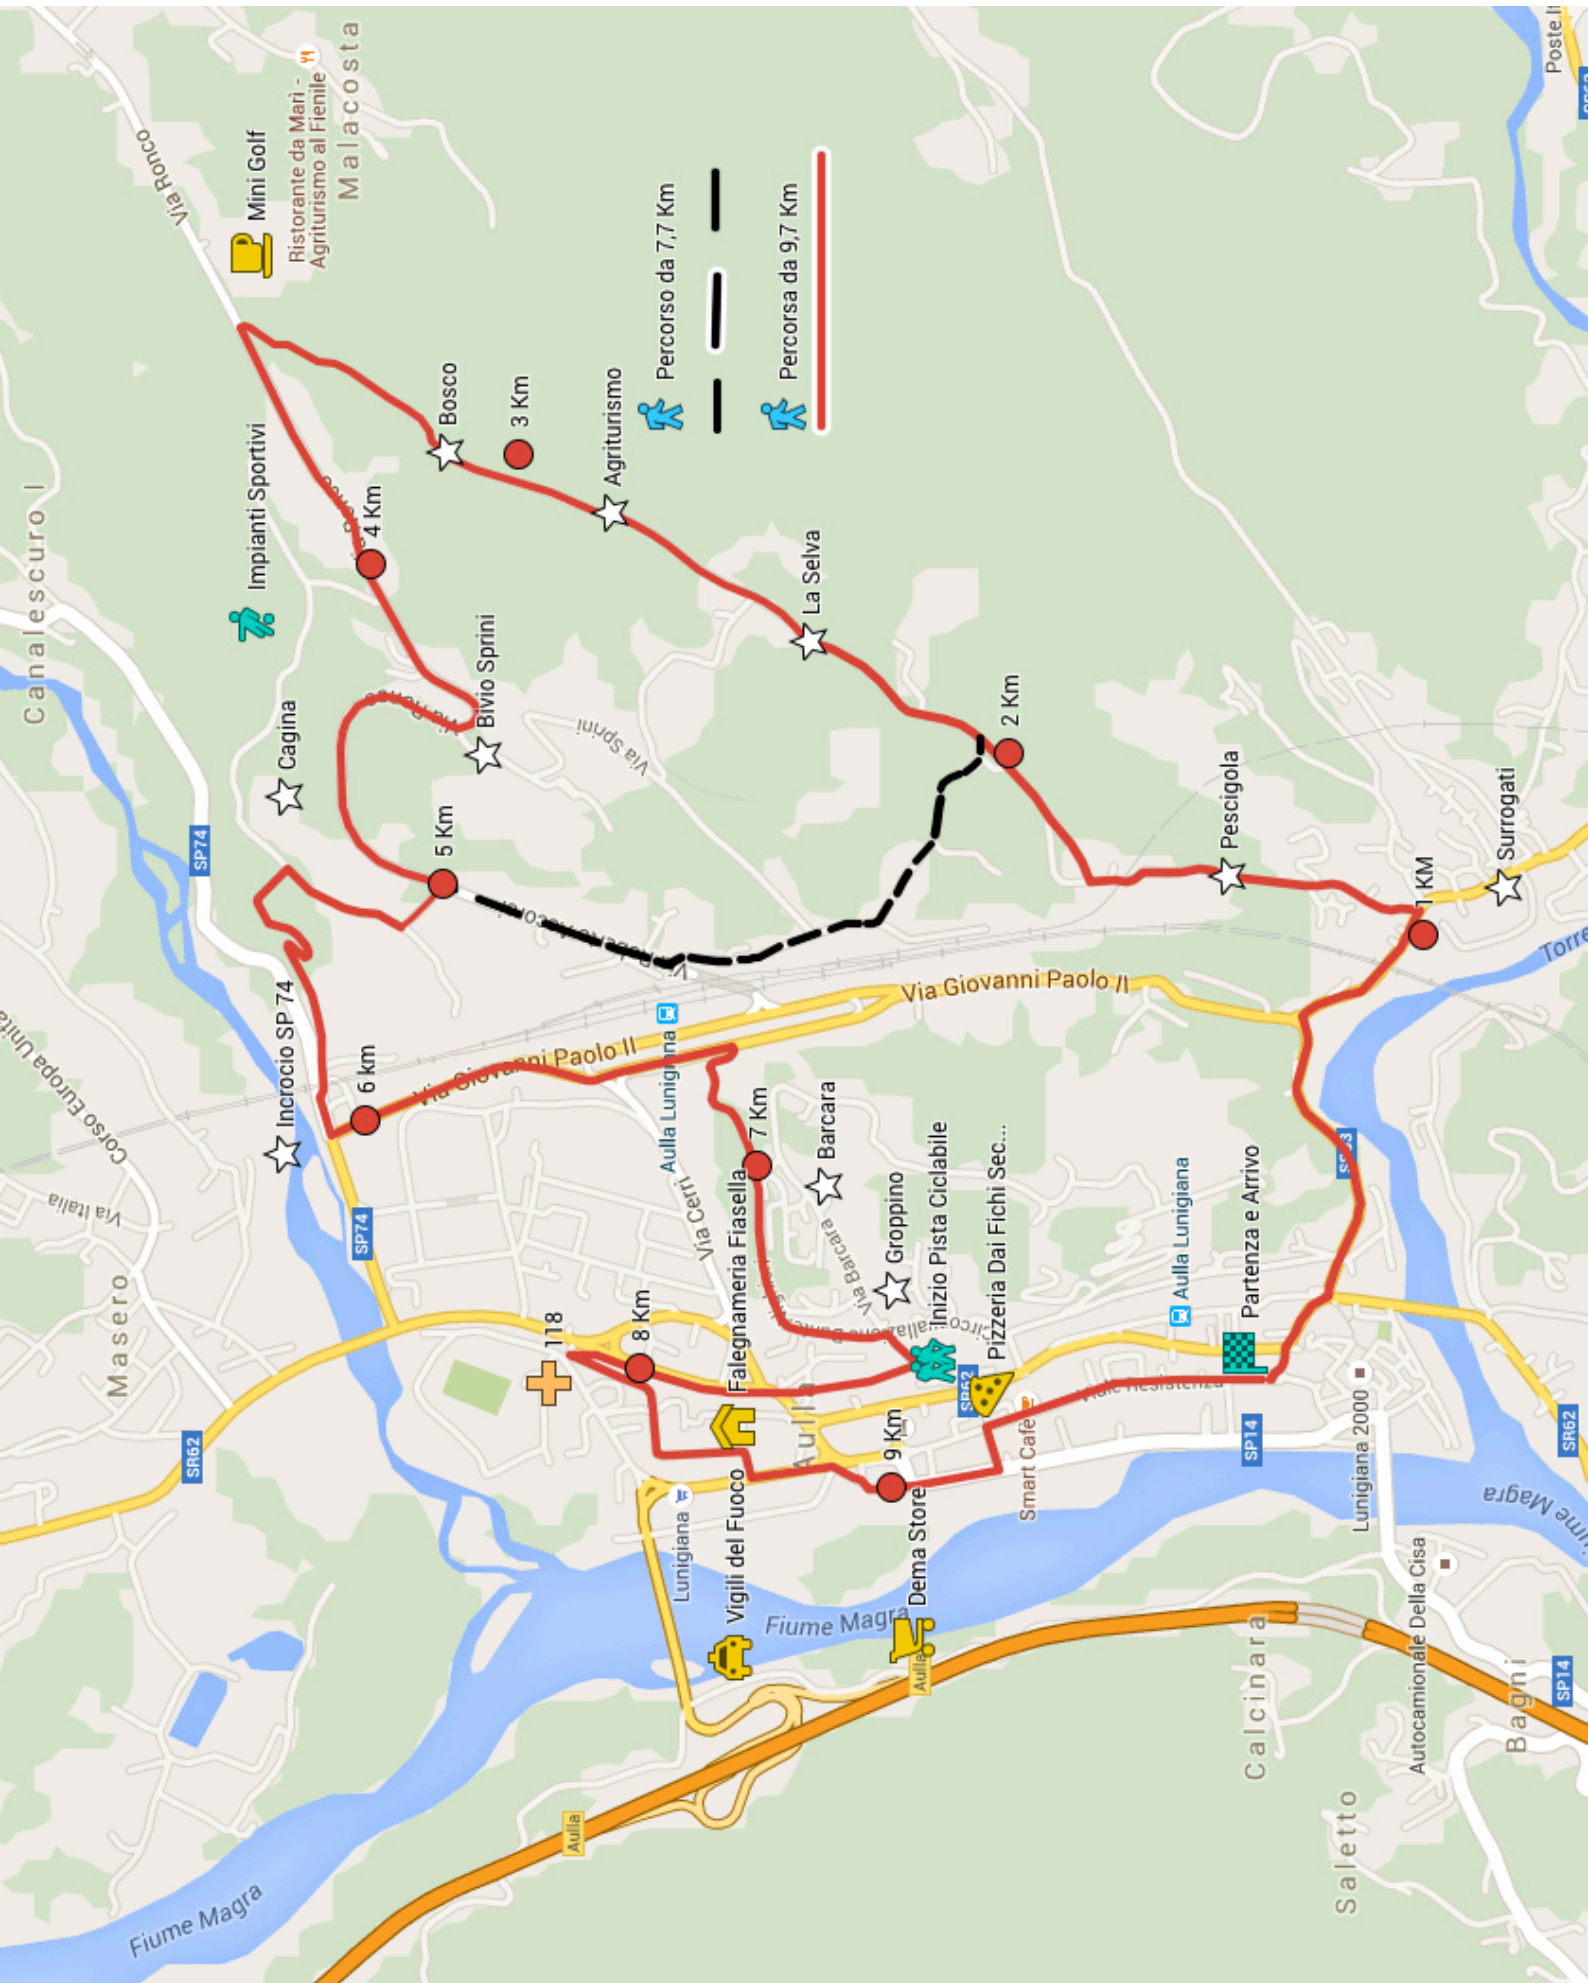 Canalescuro l
Via Ronco
Mini Golf
Ristorante da Marì -
Agriturismo al Fienile
Malacosta
Impianti Sportivi
Cagina
SP74
Bosco
3 Km
Agriturismo
4 Km
Bivio Sprini
Via Sprini
5 Km
La Selva
2 Km
Pescigola
1 KM
Surrogati
Percorso da 7,7 Km
Percorsa da 9,7 Km
Corso Europa Unita
Via Italia
Masero
Incrocio SP 74
6 km
SP74
Via Giovanni Paolo II
Via Giovanni Paolo II
Aulla Lunigiana
Via Cerri
7 Km
Barcara
Via Barcara
Groppino
Inizio Pista Ciclabile
Pizzeria Dai Fichi Sec...
Falegnameria Fiasella
118
8 Km
SR62
SR62
Aulla
9 Km
Smart Cafè
Viale Resistenza
Aulla Lunigiana
Partenza e Arrivo
SP14
Lunigiana 2000
SR62
Lunigiana
Vigili del Fuoco
Dema Store
Fiume Magra
Fiume Magra
Fiume Magra
Aulla
Aulla
Calcinara
Saletto
Autocamionale Della Cisa
Bagni
SP14